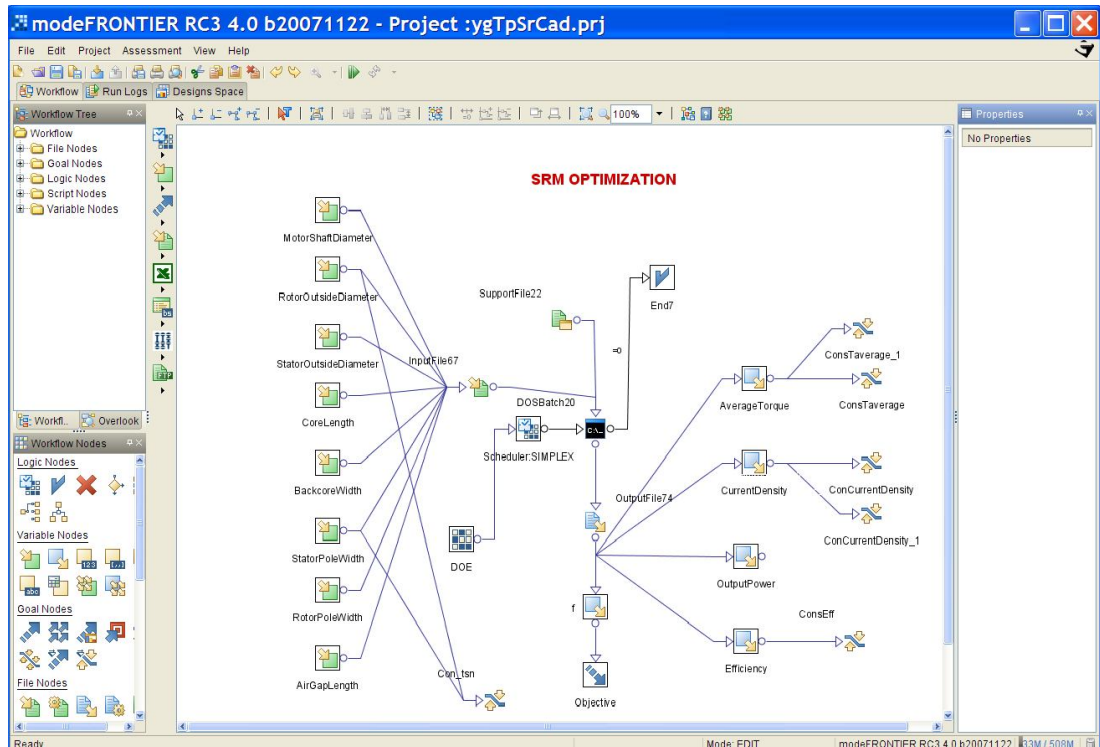 modeFRONTIER RC3 4.0 b20071122 - Project :ygTpSrCad.prj
File Edit Project Assessment View Help
Workflow Run Logs Designs Space
Workflow Tree
100%
Properties
Workflow
File Nodes
Goal Nodes
Logic Nodes
Script Nodes
Variable Nodes
No Properties
SRM OPTIMIZATION
MotorShaftDiameter
RotorOutsideDiameter
StatorOutsideDiameter
CoreLength
BackcoreWidth
StatorPoleWidth
RotorPoleWidth
AirGapLength
InputFile67
SupportFile22
End7
DOSBatch20
Scheduler:SIMPLEX
DOE
OutputFile74
f
Objective
Con_tsn
AverageTorque
ConsTaverage_1
ConsTaverage
CurrentDensity
ConCurrentDensity
ConCurrentDensity_1
OutputPower
ConsEff
Efficiency
Workfl.. Overlook
Workflow Nodes
Logic Nodes
Variable Nodes
Goal Nodes
File Nodes
Ready
Mode: EDIT
modeFRONTIER RC3 4.0 b20071122
33M / 508M